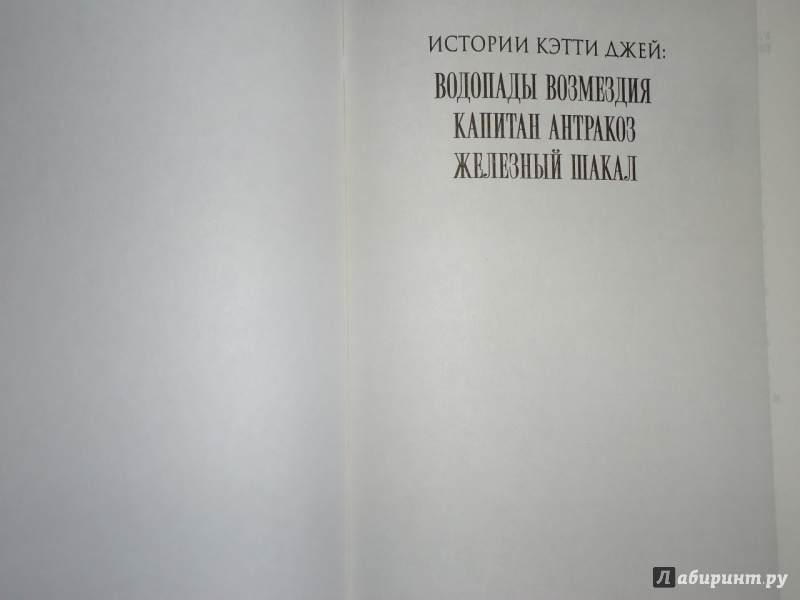 ИСТОРИИ КЭТТИ ДЖЕЙ:
ВОДОПАДЫ ВОЗМЕЗДИЯ
КАПИТАН АНТРАКОЗ
ЖЕЛЕЗНЫЙ ШАКАЛ
Лабиринт.ру